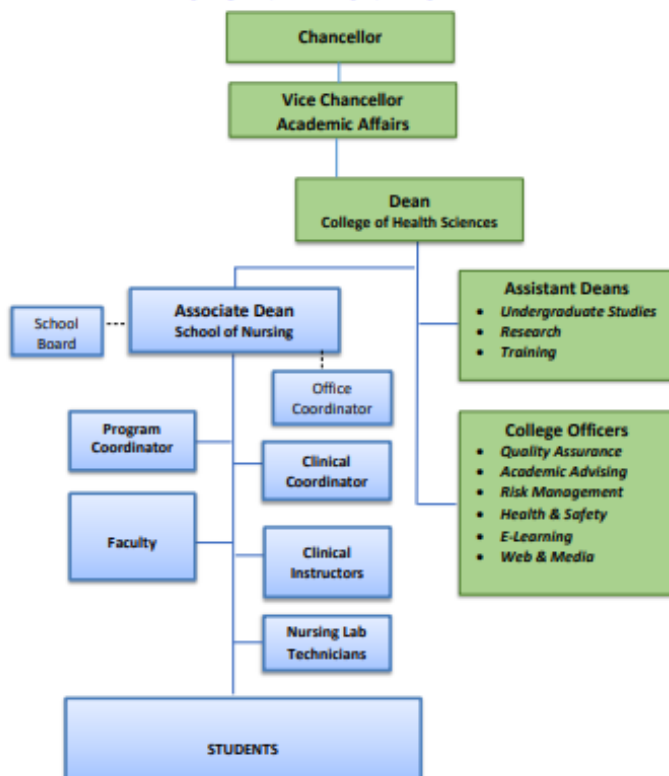 Chancellor
Vice Chancellor
Academic Affairs
Dean
College of Health Sciences
Associate Dean
School of Nursing
School
Board
Office
Coordinator
Assistant Deans
• Undergraduate Studies
• Research
• Training
Program
Coordinator
Clinical
Coordinator
College Officers
• Quality Assurance
• Academic Advising
• Risk Management
• Health & Safety
• E-Learning
• Web & Media
Faculty
Clinical
Instructors
Nursing Lab
Technicians
STUDENTS